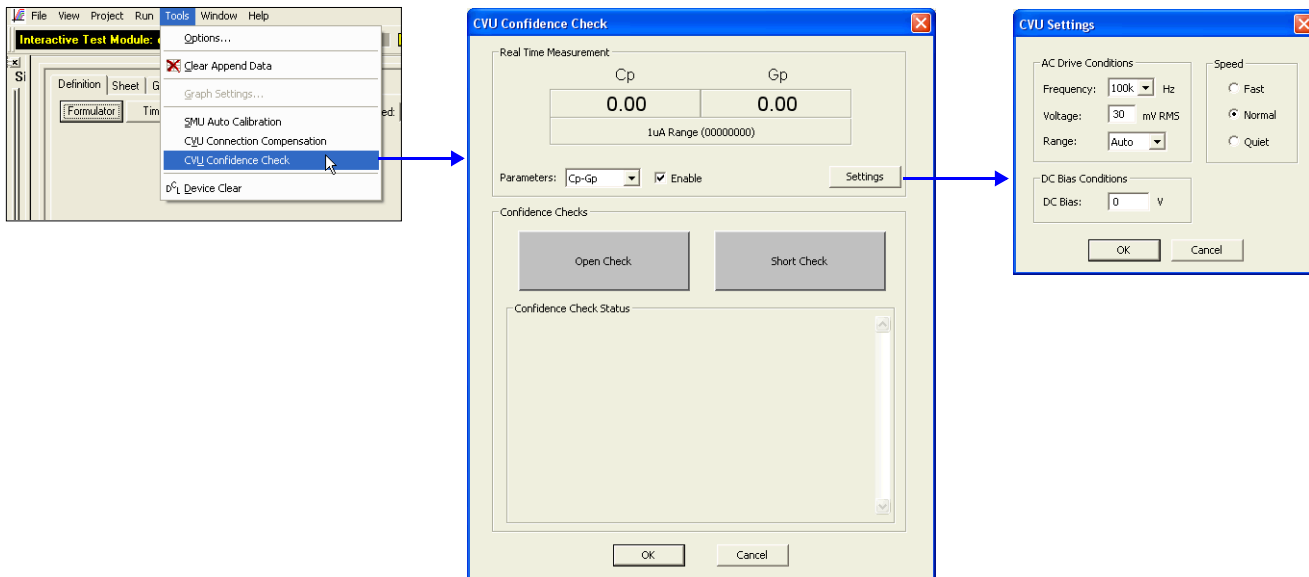 File View Project Run Tools Window Help
Interactive Test Module:
Options...
Clear Append Data
Graph Settings...
SMU Auto Calibration
CVU Connection Compensation
CVU Confidence Check
DCL Device Clear
Si
Definition Sheet G
Formulator Tim
ed:
CVU Confidence Check
Real Time Measurement
Cp Gp
0.00 0.00
1uA Range (00000000)
Parameters: Cp-Gp Enable Settings
Confidence Checks
Open Check Short Check
Confidence Check Status
OK Cancel
CVU Settings
AC Drive Conditions
Frequency: 100k Hz
Voltage: 30 mV RMS
Range: Auto
Speed
Fast
Normal
Quiet
DC Bias Conditions
DC Bias: 0 V
OK Cancel